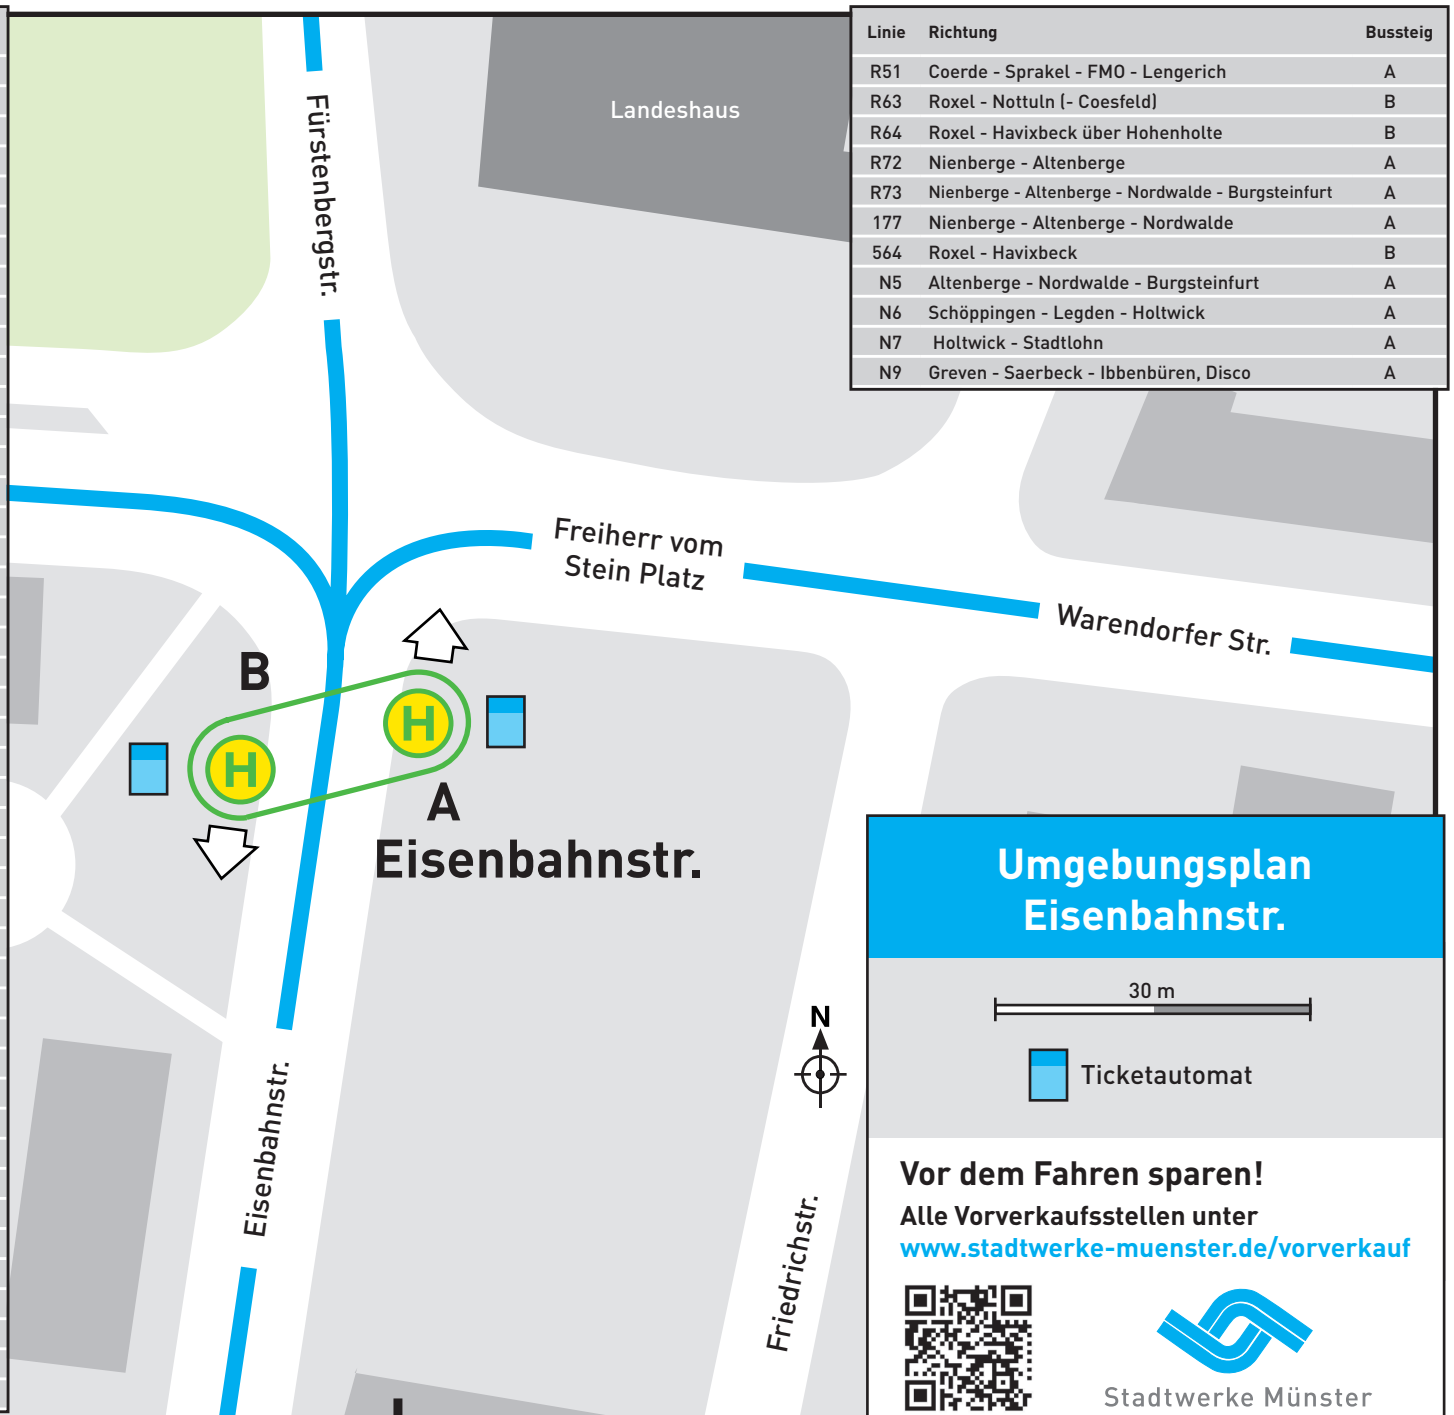 Linie Richtung Bussteig
R51 Coerde - Sprakel - FMO - Lengerich A
R63 Roxel - Nottuln (- Coesfeld) B
R64 Roxel - Havixbeck über Hohenholte B
R72 Nienberge - Altenberge A
R73 Nienberge - Altenberge - Nordwalde - Burgsteinfurt A
177 Nienberge - Altenberge - Nordwalde A
564 Roxel - Havixbeck B
N5 Altenberge - Nordwalde - Burgsteinfurt A
N6 Schöppingen - Legden - Holtwick A
N7 Holtwick - Stadtlohn A
N9 Greven - Saerbeck - Ibbenbüren, Disco A
Landeshaus
Fürstenbergstr.
Freiherr vom
Stein Platz
Warendorfer Str.
B
H
H
A
Eisenbahnstr.
Eisenbahnstr.
Friedrichstr.
N
Umgebungsplan
Eisenbahnstr.
30 m
Ticketautomat
Vor dem Fahren sparen!
Alle Vorverkaufsstellen unter
www.stadtwerke-muenster.de/vorverkauf
Stadtwerke Münster